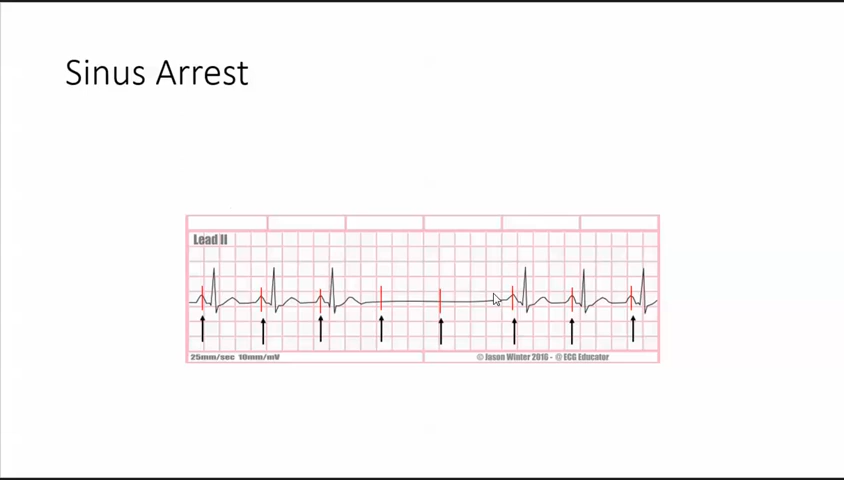 Sinus Arrest
Lead II
25mm/sec 10mm/mV
© Jason Winter 2016 - @ ECG Educator